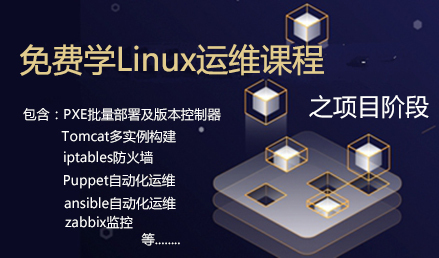 免费学Linux运维课程
之项目阶段
包含：PXE批量部署及版本控制器
Tomcat多实例构建
iptables防火墙
Puppet自动化运维
ansible自动化运维
zabbix监控
等........